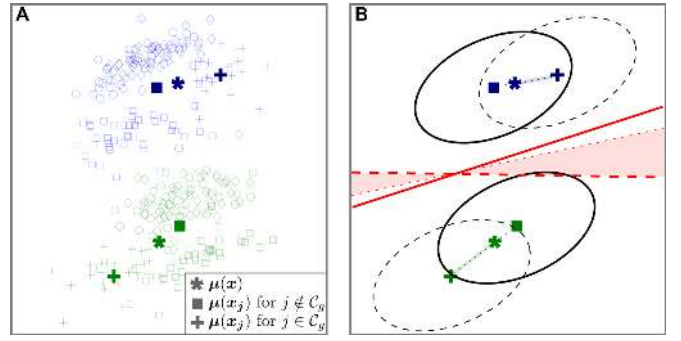 A
B
μ(x)
μ(x_j) for j ∉ C_g
μ(x_j) for j ∈ C_g